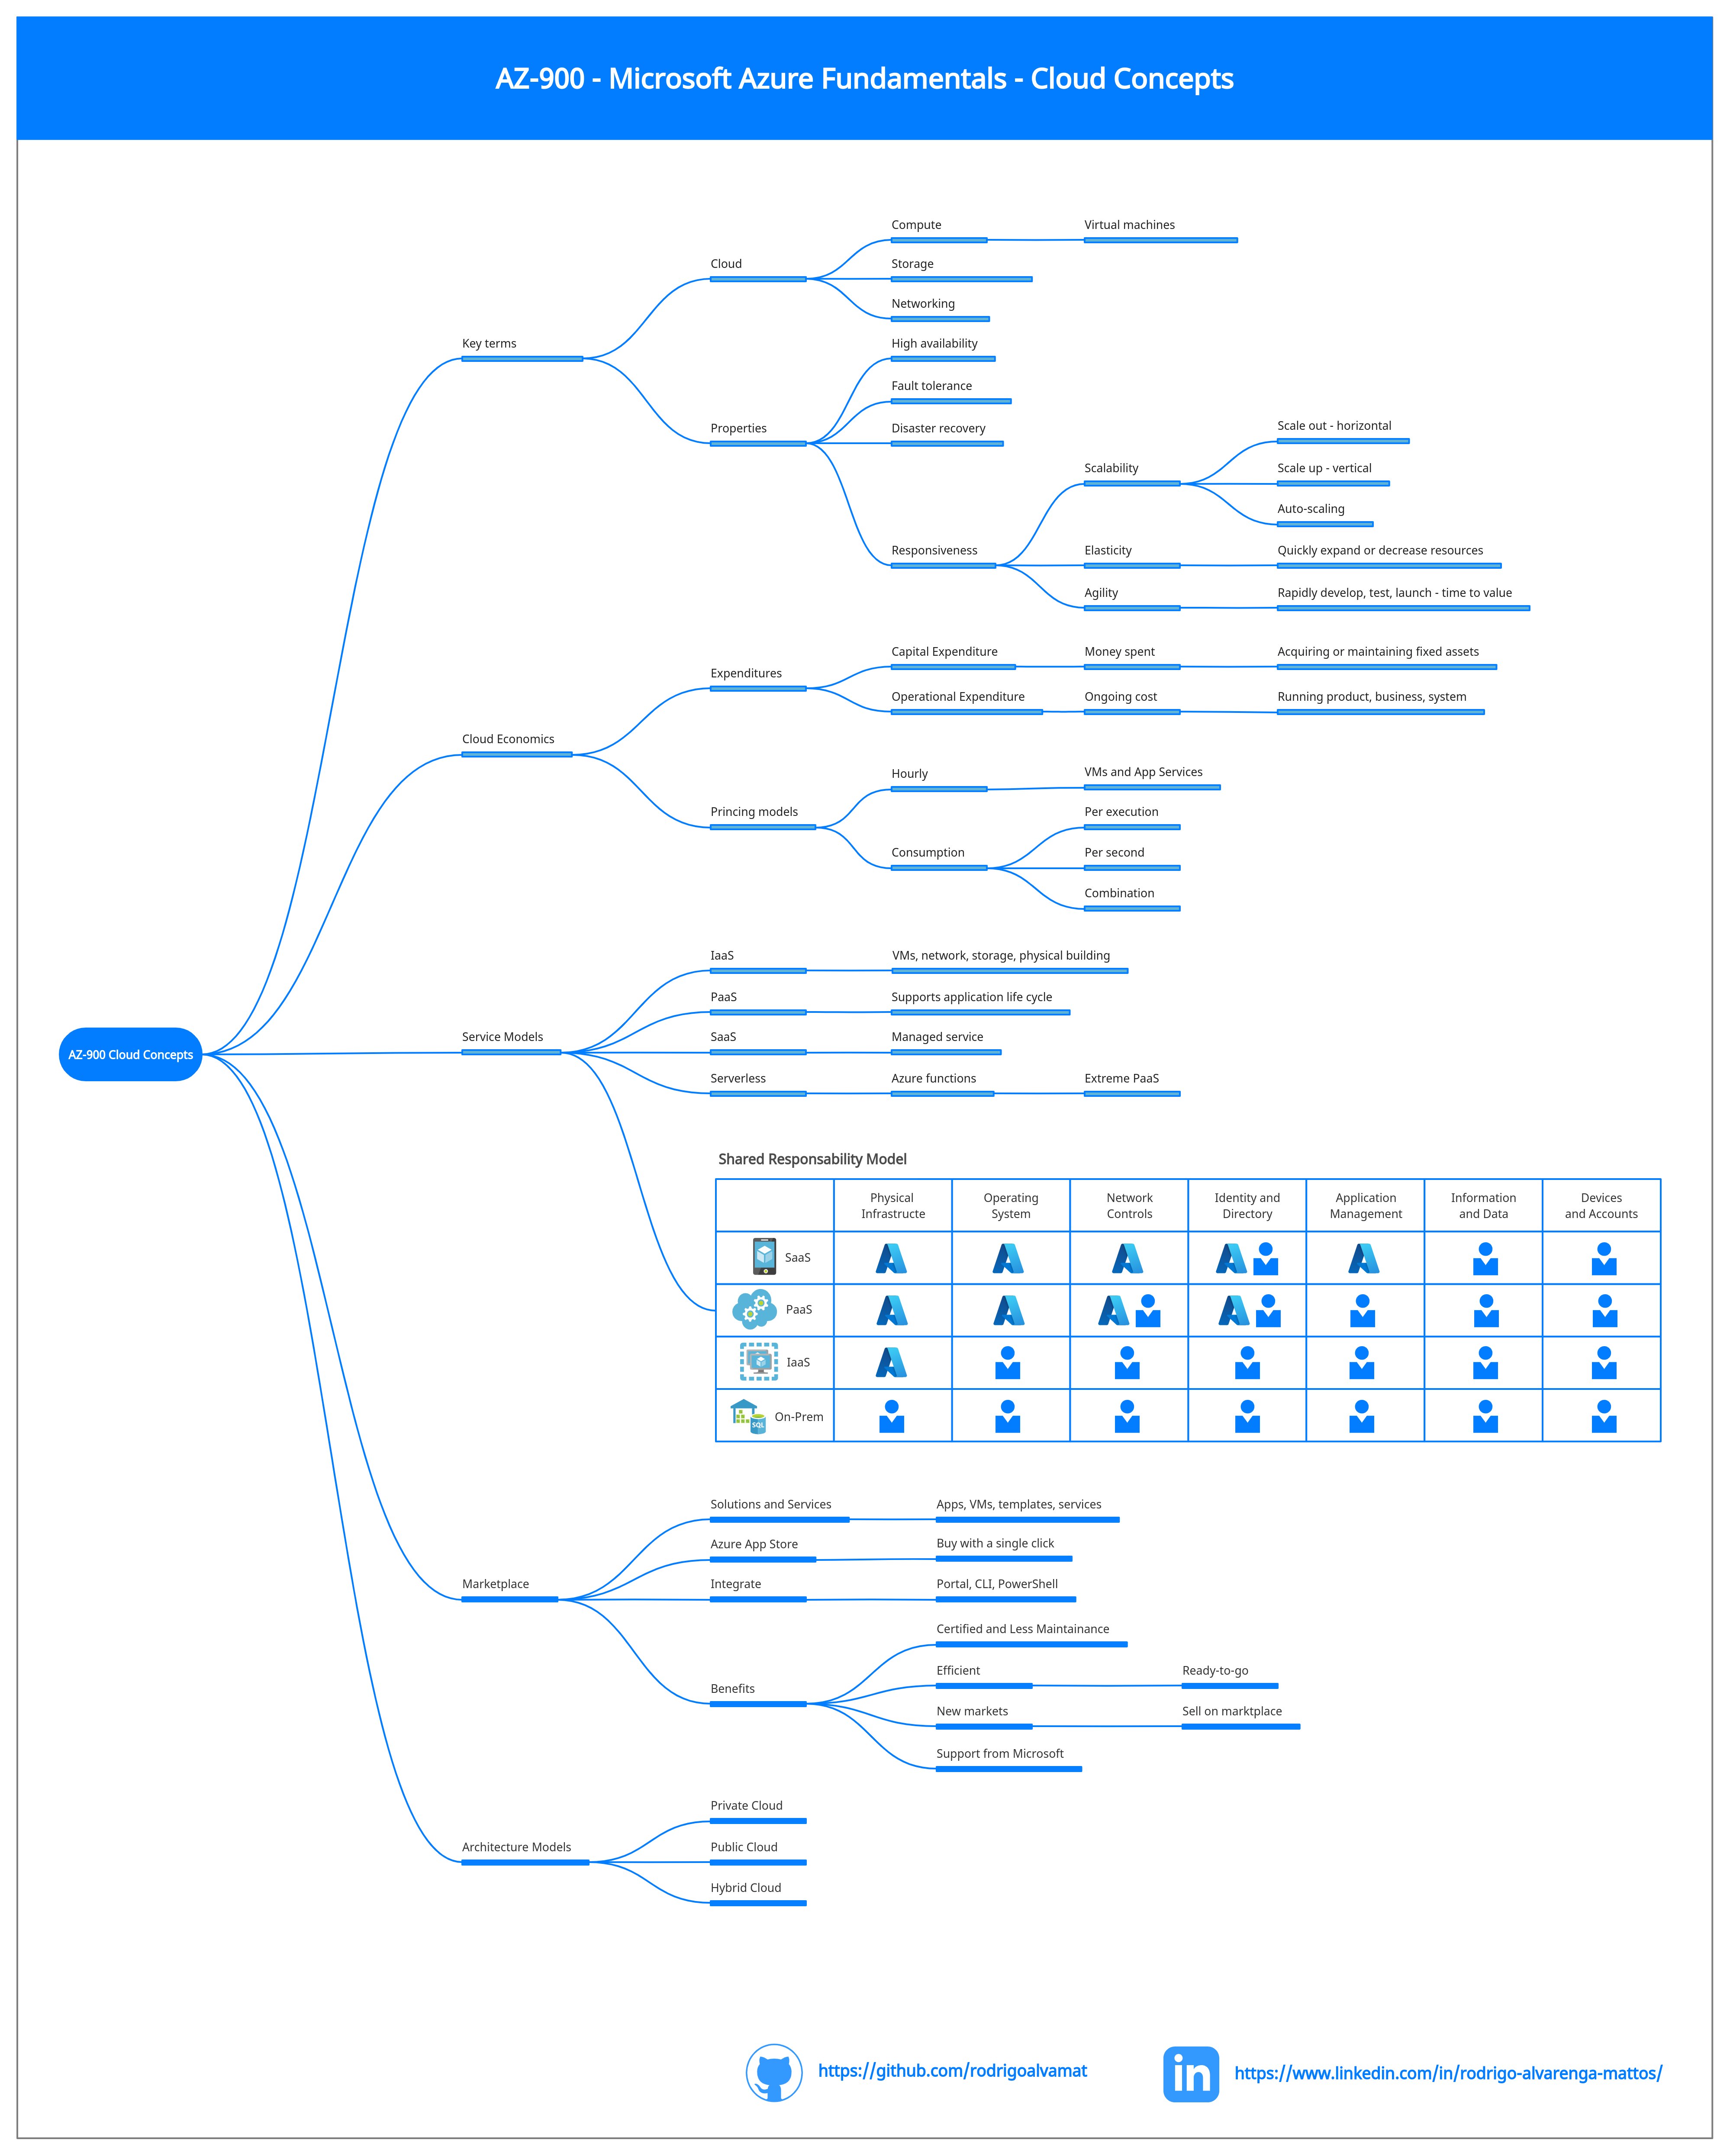 AZ-900 - Microsoft Azure Fundamentals - Cloud Concepts
AZ-900 Cloud Concepts
Key terms
Cloud
Compute
Virtual machines
Storage
Networking
Properties
High availability
Fault tolerance
Disaster recovery
Responsiveness
Scalability
Scale out - horizontal
Scale up - vertical
Auto-scaling
Elasticity
Quickly expand or decrease resources
Agility
Rapidly develop, test, launch - time to value
Cloud Economics
Expenditures
Capital Expenditure
Money spent
Acquiring or maintaining fixed assets
Operational Expenditure
Ongoing cost
Running product, business, system
Princing models
Hourly
VMs and App Services
Consumption
Per execution
Per second
Combination
Service Models
IaaS
VMs, network, storage, physical building
PaaS
Supports application life cycle
SaaS
Managed service
Serverless
Azure functions
Extreme PaaS
Shared Responsability Model
Physical
Infrastructe
Operating
System
Network
Controls
Identity and
Directory
Application
Management
Information
and Data
Devices
and Accounts
SaaS
PaaS
IaaS
SQL
On-Prem
Marketplace
Solutions and Services
Apps, VMs, templates, services
Azure App Store
Buy with a single click
Integrate
Portal, CLI, PowerShell
Benefits
Certified and Less Maintainance
Efficient
Ready-to-go
New markets
Sell on marktplace
Support from Microsoft
Architecture Models
Private Cloud
Public Cloud
Hybrid Cloud
https://github.com/rodrigoalvamat
in
https://www.linkedin.com/in/rodrigo-alvarenga-mattos/